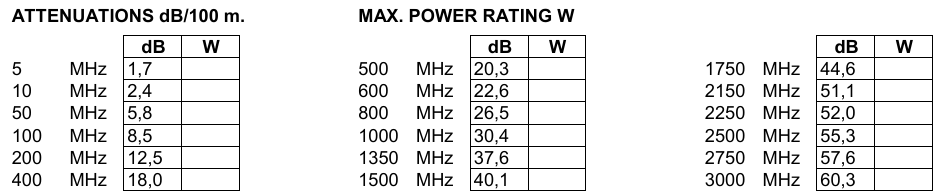 ATTENUATIONS dB/100 m. MAX. POWER RATING W
dB W dB W dB W
5 MHz 1,7 500 MHz 20,3 1750 MHz 44,6
10 MHz 2,4 600 MHz 22,6 2150 MHz 51,1
50 MHz 5,8 800 MHz 26,5 2250 MHz 52,0
100 MHz 8,5 1000 MHz 30,4 2500 MHz 55,3
200 MHz 12,5 1350 MHz 37,6 2750 MHz 57,6
400 MHz 18,0 1500 MHz 40,1 3000 MHz 60,3